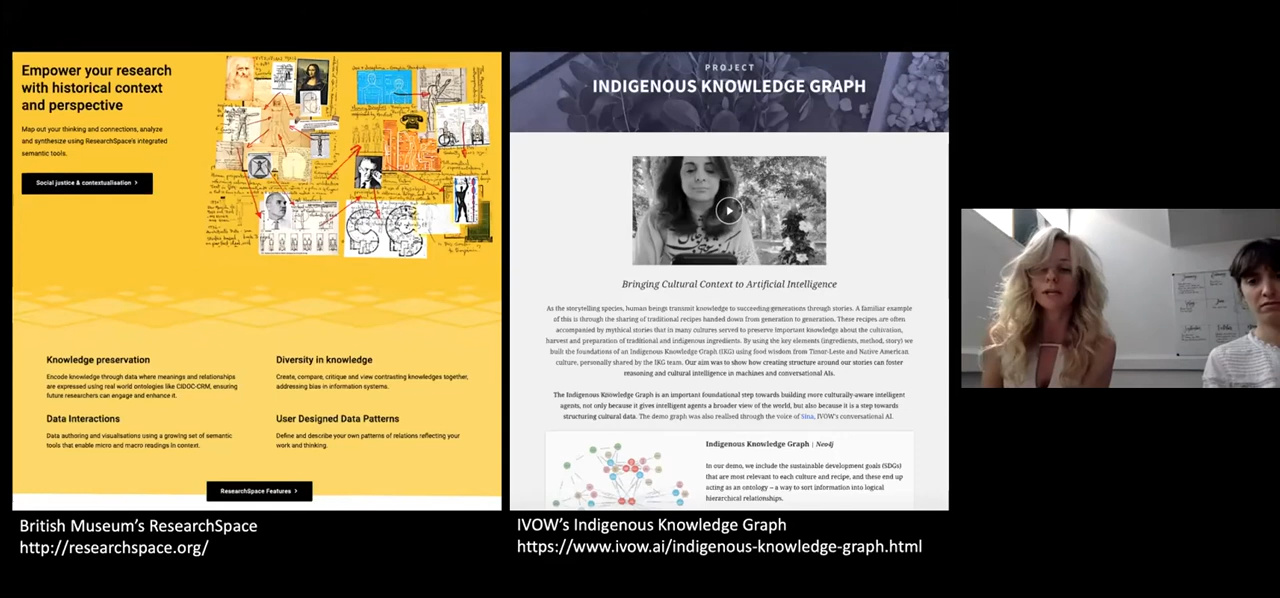 Empower your research
with historical context
and perspective
Map out your thinking and connections, analyze
and synthesize using ResearchSpace's integrated
semantic tools.
Social justice & contextualisation >
Knowledge preservation
Encode knowledge through data where meanings and relationships
are expressed using real world ontologies like CIDOC-CRM, ensuring
future researchers can engage and enhance it.
Diversity in knowledge
Create, compare, critique and view contrasting knowledges together,
addressing bias in information systems.
Data Interactions
Data authoring and visualisations using a growing set of semantic
tools that enable micro and macro readings in context.
User Designed Data Patterns
Define and describe your own patterns of relations reflecting your
work and thinking.
ResearchSpace Features >
British Museum's ResearchSpace
http://researchspace.org/
PROJECT
INDIGENOUS KNOWLEDGE GRAPH
Bringing Cultural Context to Artificial Intelligence
As the storytelling species, human beings transmit knowledge to succeeding generations through stories. A familiar example
of this is through the sharing of traditional recipes handed down from generation to generation. These recipes are often
accompanied by mythical stories that in many cultures served to preserve important knowledge about the cultivation,
harvest and preparation of traditional and indigenous ingredients. By using the key elements (ingredients, method, story) we
built the foundations of an Indigenous Knowledge Graph (IKG) using food wisdom from Timor-Leste and Native American
culture, personally shared by the IKG team. Our aim was to show how creating structure around our stories can foster
reasoning and cultural intelligence in machines and conversational AIs.
The Indigenous Knowledge Graph is an important foundational step towards building more culturally-aware intelligent
agents, not only because it gives intelligent agents a broader view of the world, but also because it is a step towards
structuring cultural data. The demo graph was also realised through the voice of Sina, IVOW's conversational AI.
Indigenous Knowledge Graph | Neo4j
In our demo, we include the sustainable development goals (SDGs)
that are most relevant to each culture and recipe, and these end up
acting as an ontology – a way to sort information into logical
hierarchical relationships.
IVOW's Indigenous Knowledge Graph
https://www.ivow.ai/indigenous-knowledge-graph.html